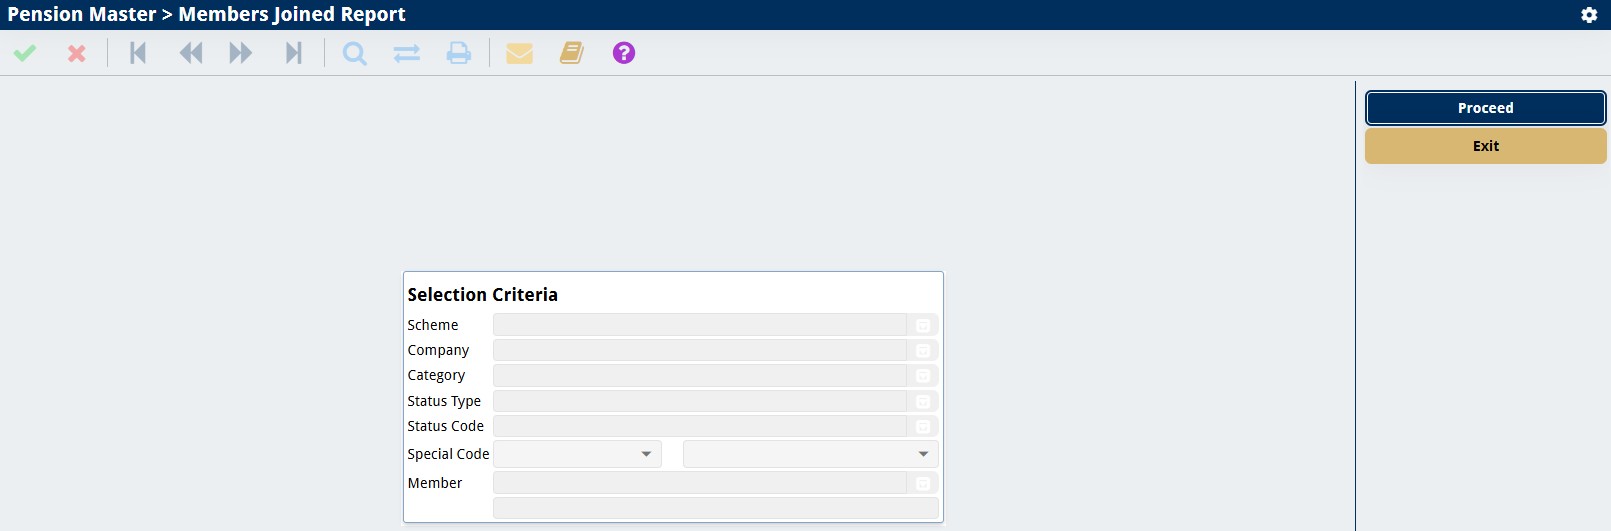 Pension Master > Members Joined Report
?
Proceed
Exit
Selection Criteria
Scheme
Company
Category
Status Type
Status Code
Special Code
Member